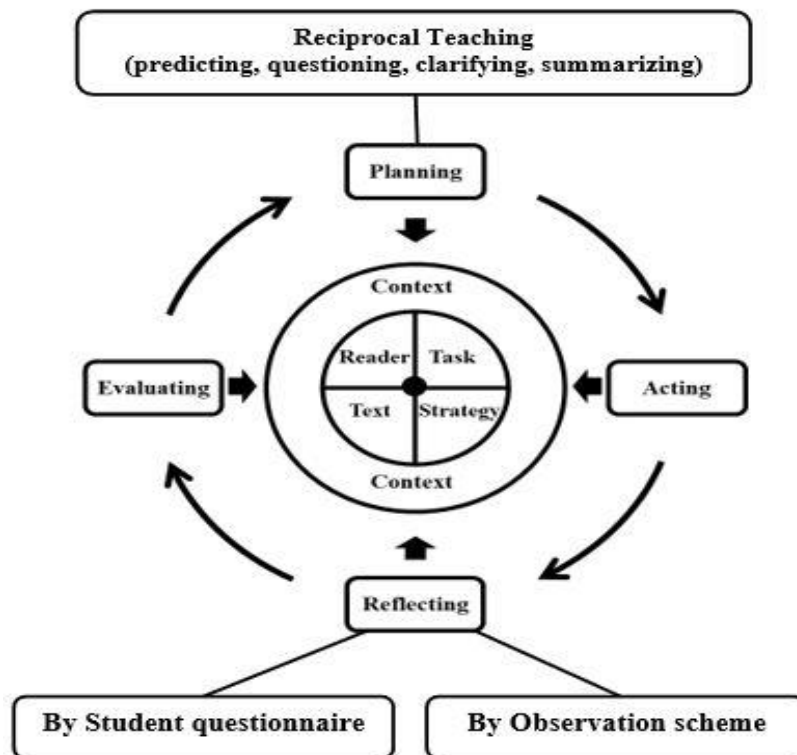 Reciprocal Teaching
(predicting, questioning, clarifying, summarizing)
Planning
Context
Reader Task
Evaluating
Acting
Text Strategy
Context
Reflecting
By Student questionnaire
By Observation scheme